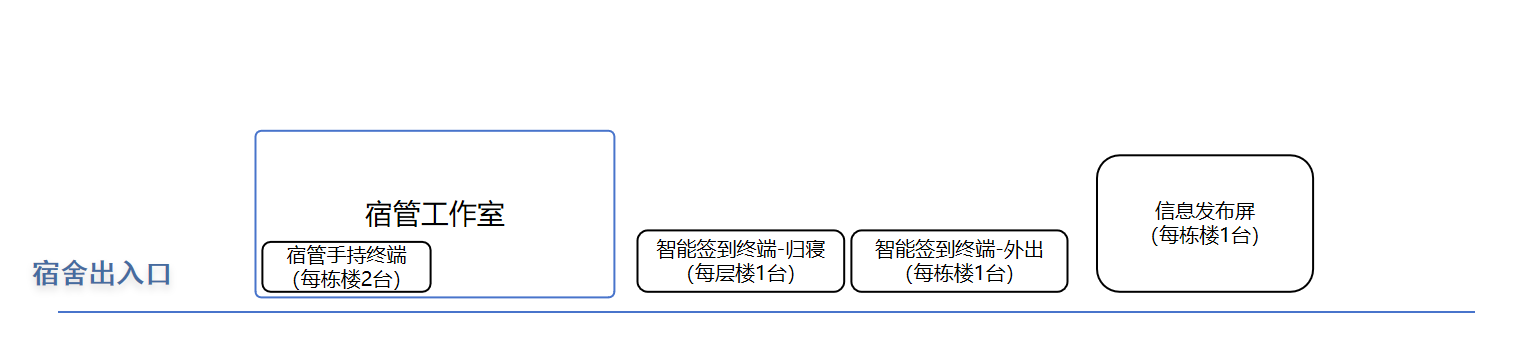 宿管工作室
宿管手持终端
（每栋楼2台）
智能签到终端-归寝
（每层楼1台）
智能签到终端-外出
（每栋楼1台）
信息发布屏
（每栋楼1台）
宿舍出入口